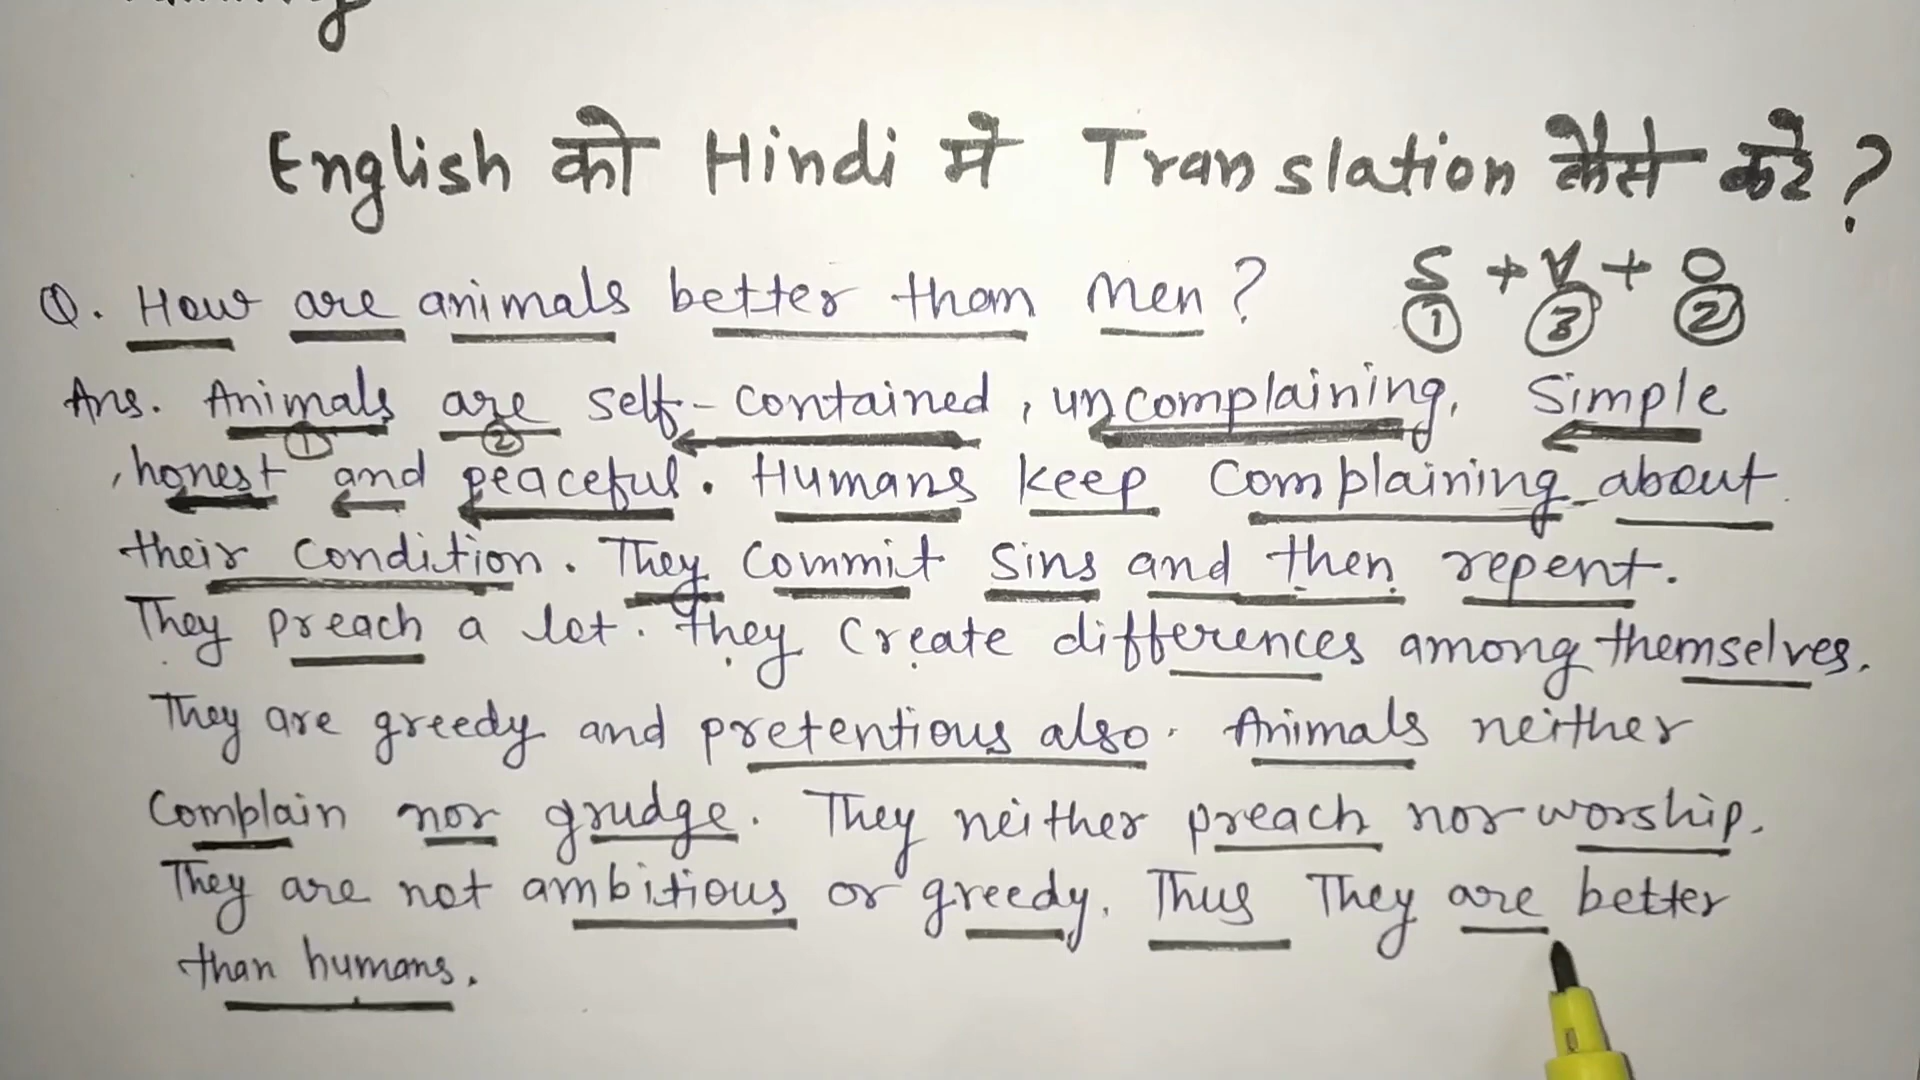 English को Hindi में Translation कैसे करे ?
Q. How are animals better than Men ? S + V + O
1 3 2
Ans. Animals are self-contained, uncomplaining, Simple
1 2
, honest and peaceful. Humans keep Complaining about
their Condition. They Commit Sins and then repent.
They preach a lot. They Create differences among themselves.
They are greedy and pretentious also. Animals neither
Complain nor grudge. They neither preach nor worship.
They are not ambitious or greedy. Thus They are better
than humans.